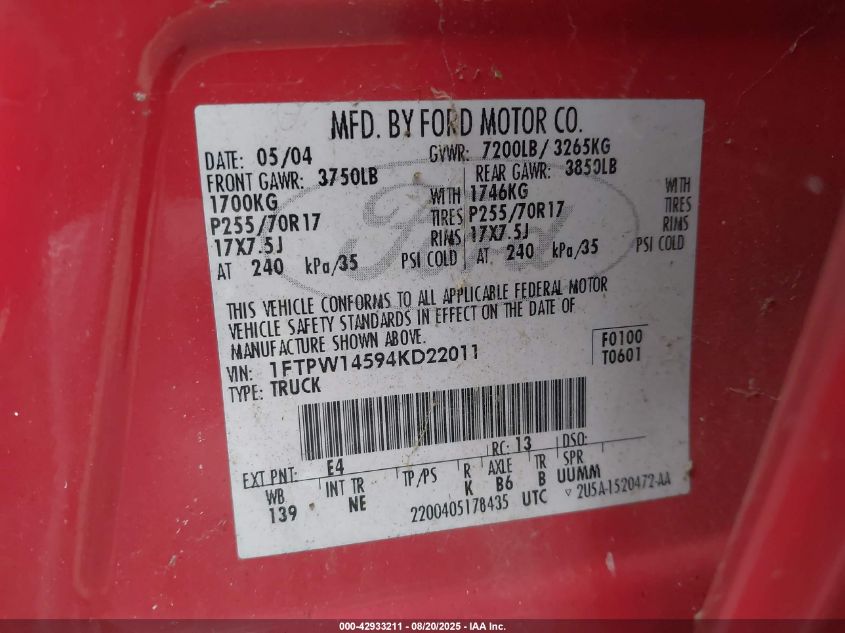 MFD. BY FORD MOTOR CO.
DATE: 05/04 GVWR: 7200LB/ 3265KG
FRONT GAWR: 3750LB REAR GAWR: 3850LB
1700KG WITH 1746KG WITH
P255/70R17 TIRES P255/70R17 TIRES
17X7.5J RIMS 17X7.5J RIMS
AT 240 kPa/35 PSI COLD AT 240 kPa/35 PSI COLD
Ford
THIS VEHICLE CONFORMS TO ALL APPLICABLE FEDERAL MOTOR
VEHICLE SAFETY STANDARDS IN EFFECT ON THE DATE OF
MANUFACTURE SHOWN ABOVE.
VIN: 1FTPW14594KD22011 F0100
TYPE: TRUCK T0601
EXT PNT: E4 RC: 13 DSO:
WB INT TR TP/PS R AXLE TR SPR
139 NE K B6 B UUMM
2200405178435 UTC ▽ 2U5A-1520472-AA
000-42933211 - 08/20/2025 - IAA Inc.